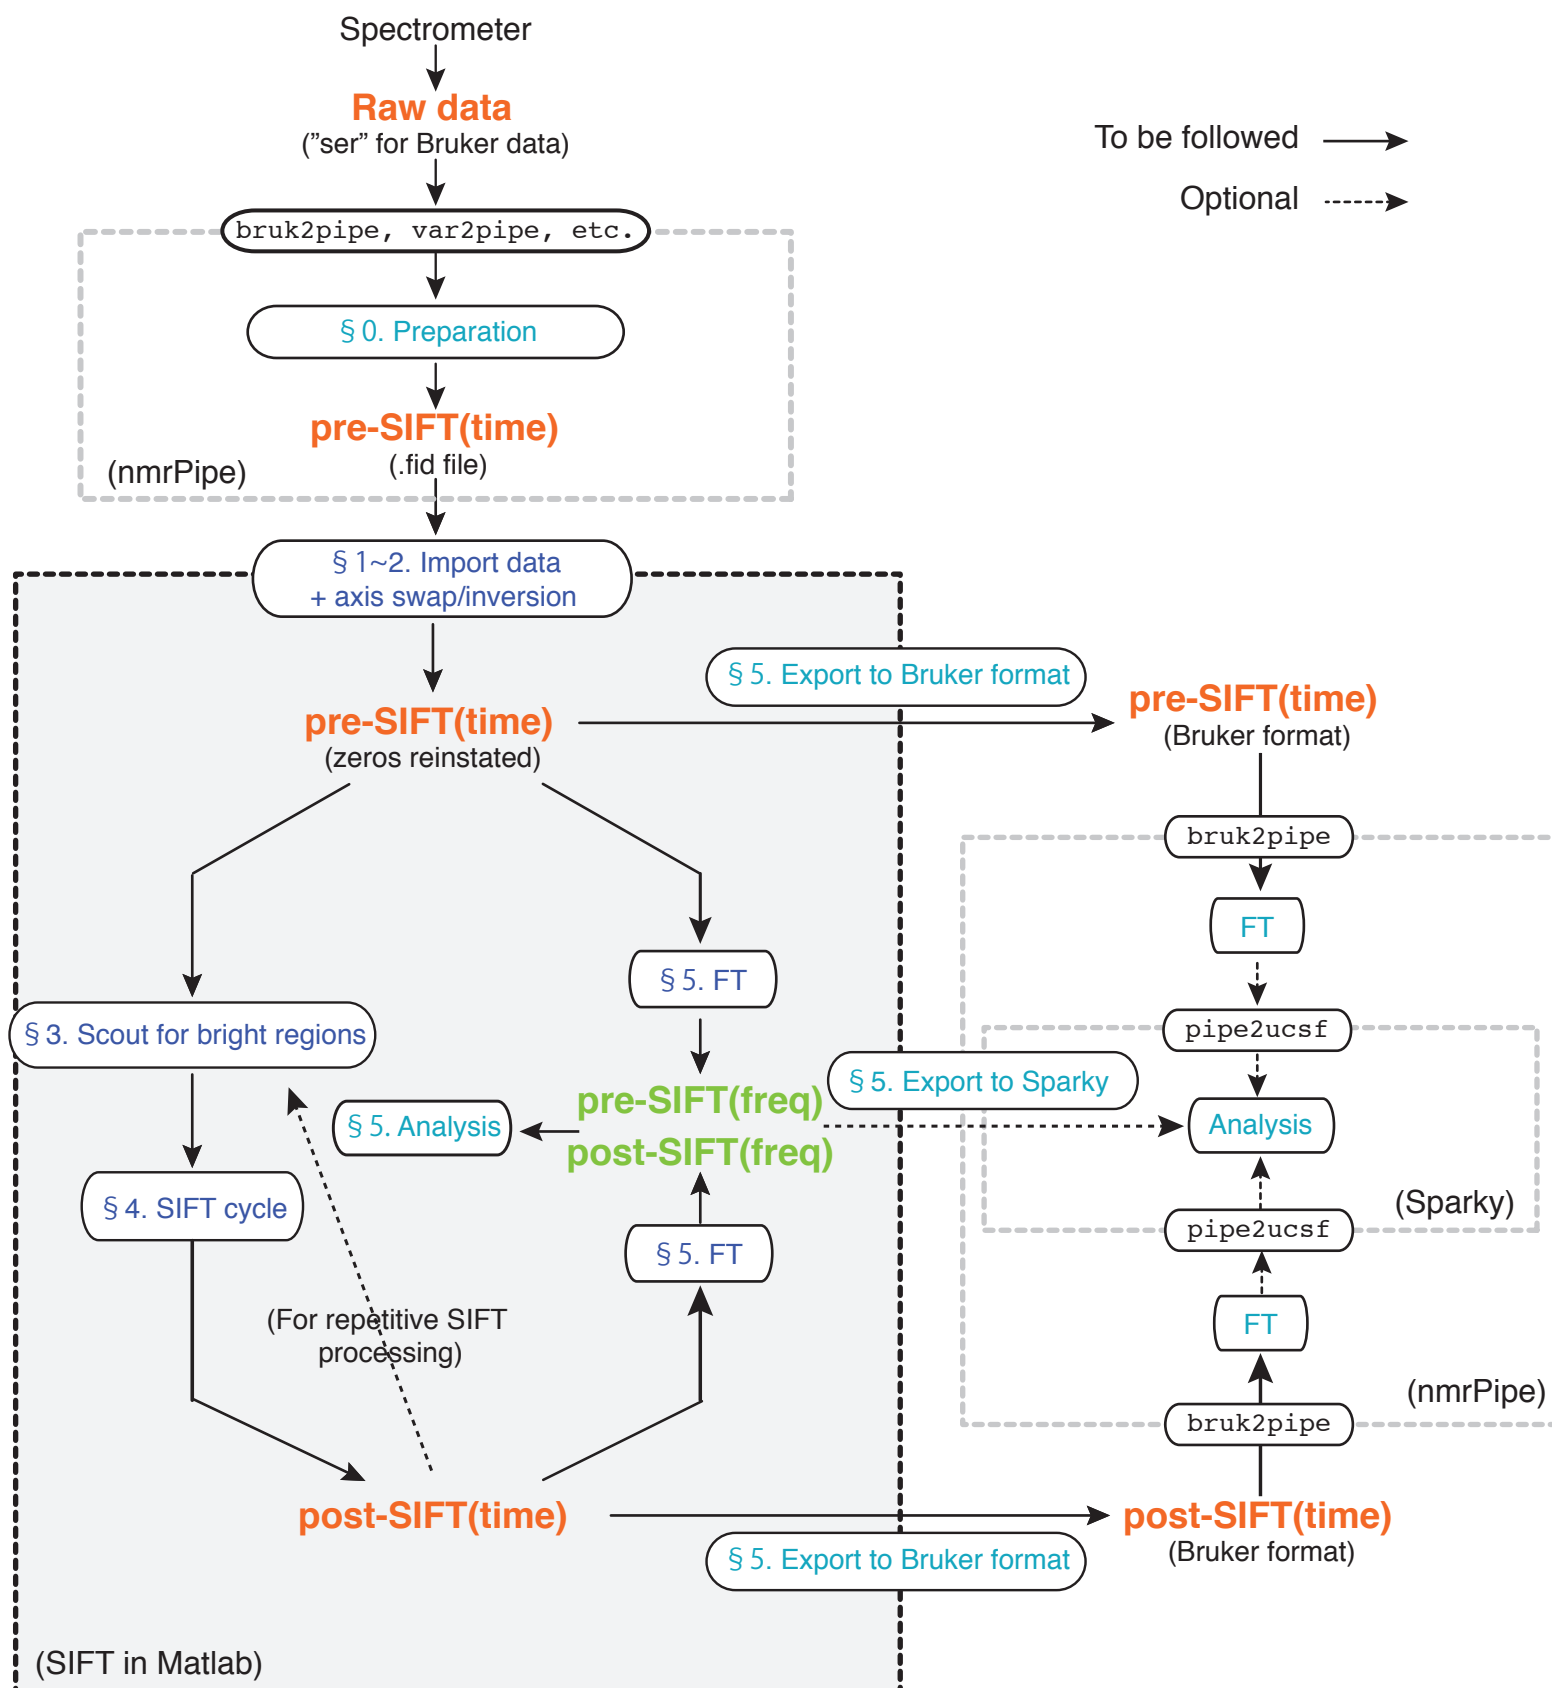 Spectrometer
Raw data
(”ser” for Bruker data)
To be followed
Optional
bruk2pipe, var2pipe, etc.
§ 0. Preparation
pre-SIFT(time)
(.fid file)
(nmrPipe)
§ 1~2. Import data
+ axis swap/inversion
§ 5. Export to Bruker format
pre-SIFT(time)
(zeros reinstated)
pre-SIFT(time)
(Bruker format)
bruk2pipe
FT
§ 5. FT
§ 3. Scout for bright regions
pipe2ucsf
§ 5. Export to Sparky
pre-SIFT(freq)
post-SIFT(freq)
§ 5. Analysis
Analysis
§ 4. SIFT cycle
(Sparky)
pipe2ucsf
§ 5. FT
(For repetitive SIFT
processing)
FT
(nmrPipe)
bruk2pipe
post-SIFT(time)
post-SIFT(time)
(Bruker format)
§ 5. Export to Bruker format
(SIFT in Matlab)